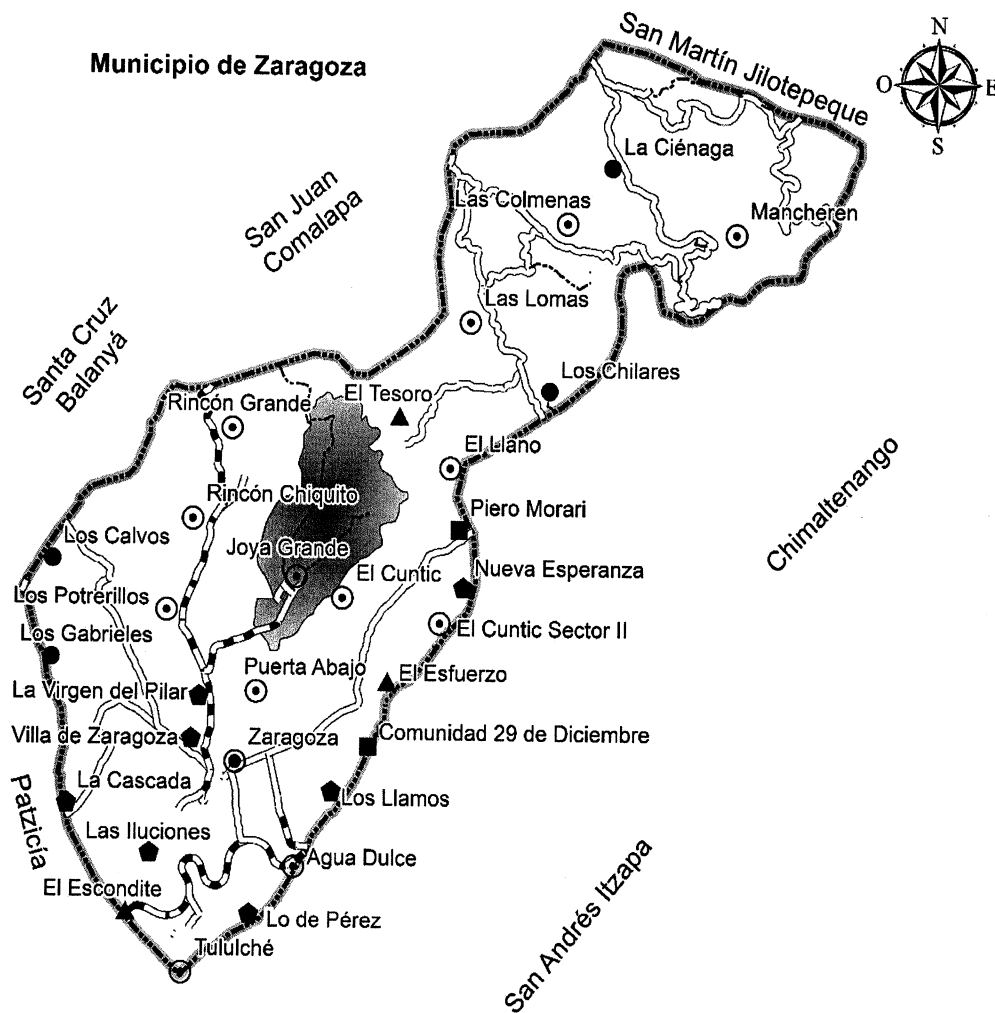 Municipio de Zaragoza
San Martín Jilotepeque
N
O
E
S
La Ciénaga
San Juan
Comalapa
Las Colmenas
Mancheren
Las Lomas
Santa Cruz
Balanyá
Los Chilares
El Tesoro
Rincón Grande
El Llano
Chimaltenango
Rincón Chiquito
Piero Morari
Los Calvos
Joya Grande
El Cuntic
Nueva Esperanza
Los Potrerillos
Los Gabrieles
El Cuntic Sector II
Puerta Abajo
El Esfuerzo
La Virgen del Pilar
Villa de Zaragoza
Zaragoza
Comunidad 29 de Diciembre
La Cascada
Patzicía
Los Llamos
Las Iluciones
Agua Dulce
El Escondite
Lo de Pérez
Tululché
San Andrés Itzapa